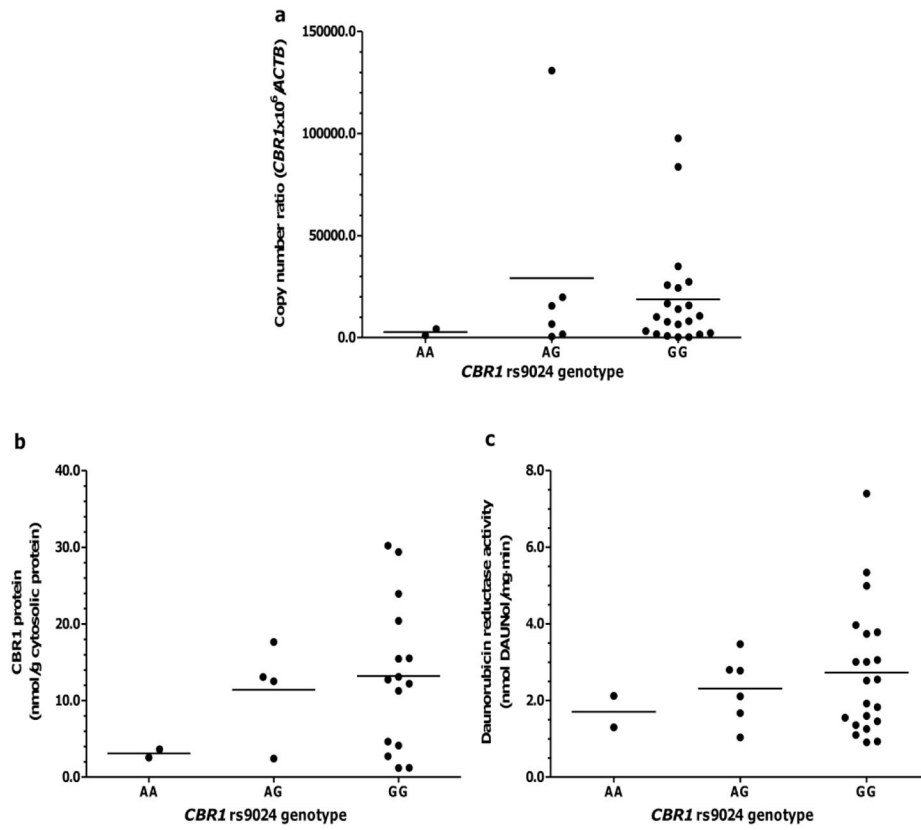 a
Copy number ratio (CBR1x10⁶/ACTB)
150000.0
100000.0
50000.0
0.0
AA AG GG
CBR1 rs9024 genotype
b
CBR1 protein
(nmol/g cytosolic protein)
40.0
30.0
20.0
10.0
0.0
AA AG GG
CBR1 rs9024 genotype
c
Daunorubicin reductase activity
(nmol DAUNol/mg·min)
8.0
6.0
4.0
2.0
0.0
AA AG GG
CBR1 rs9024 genotype